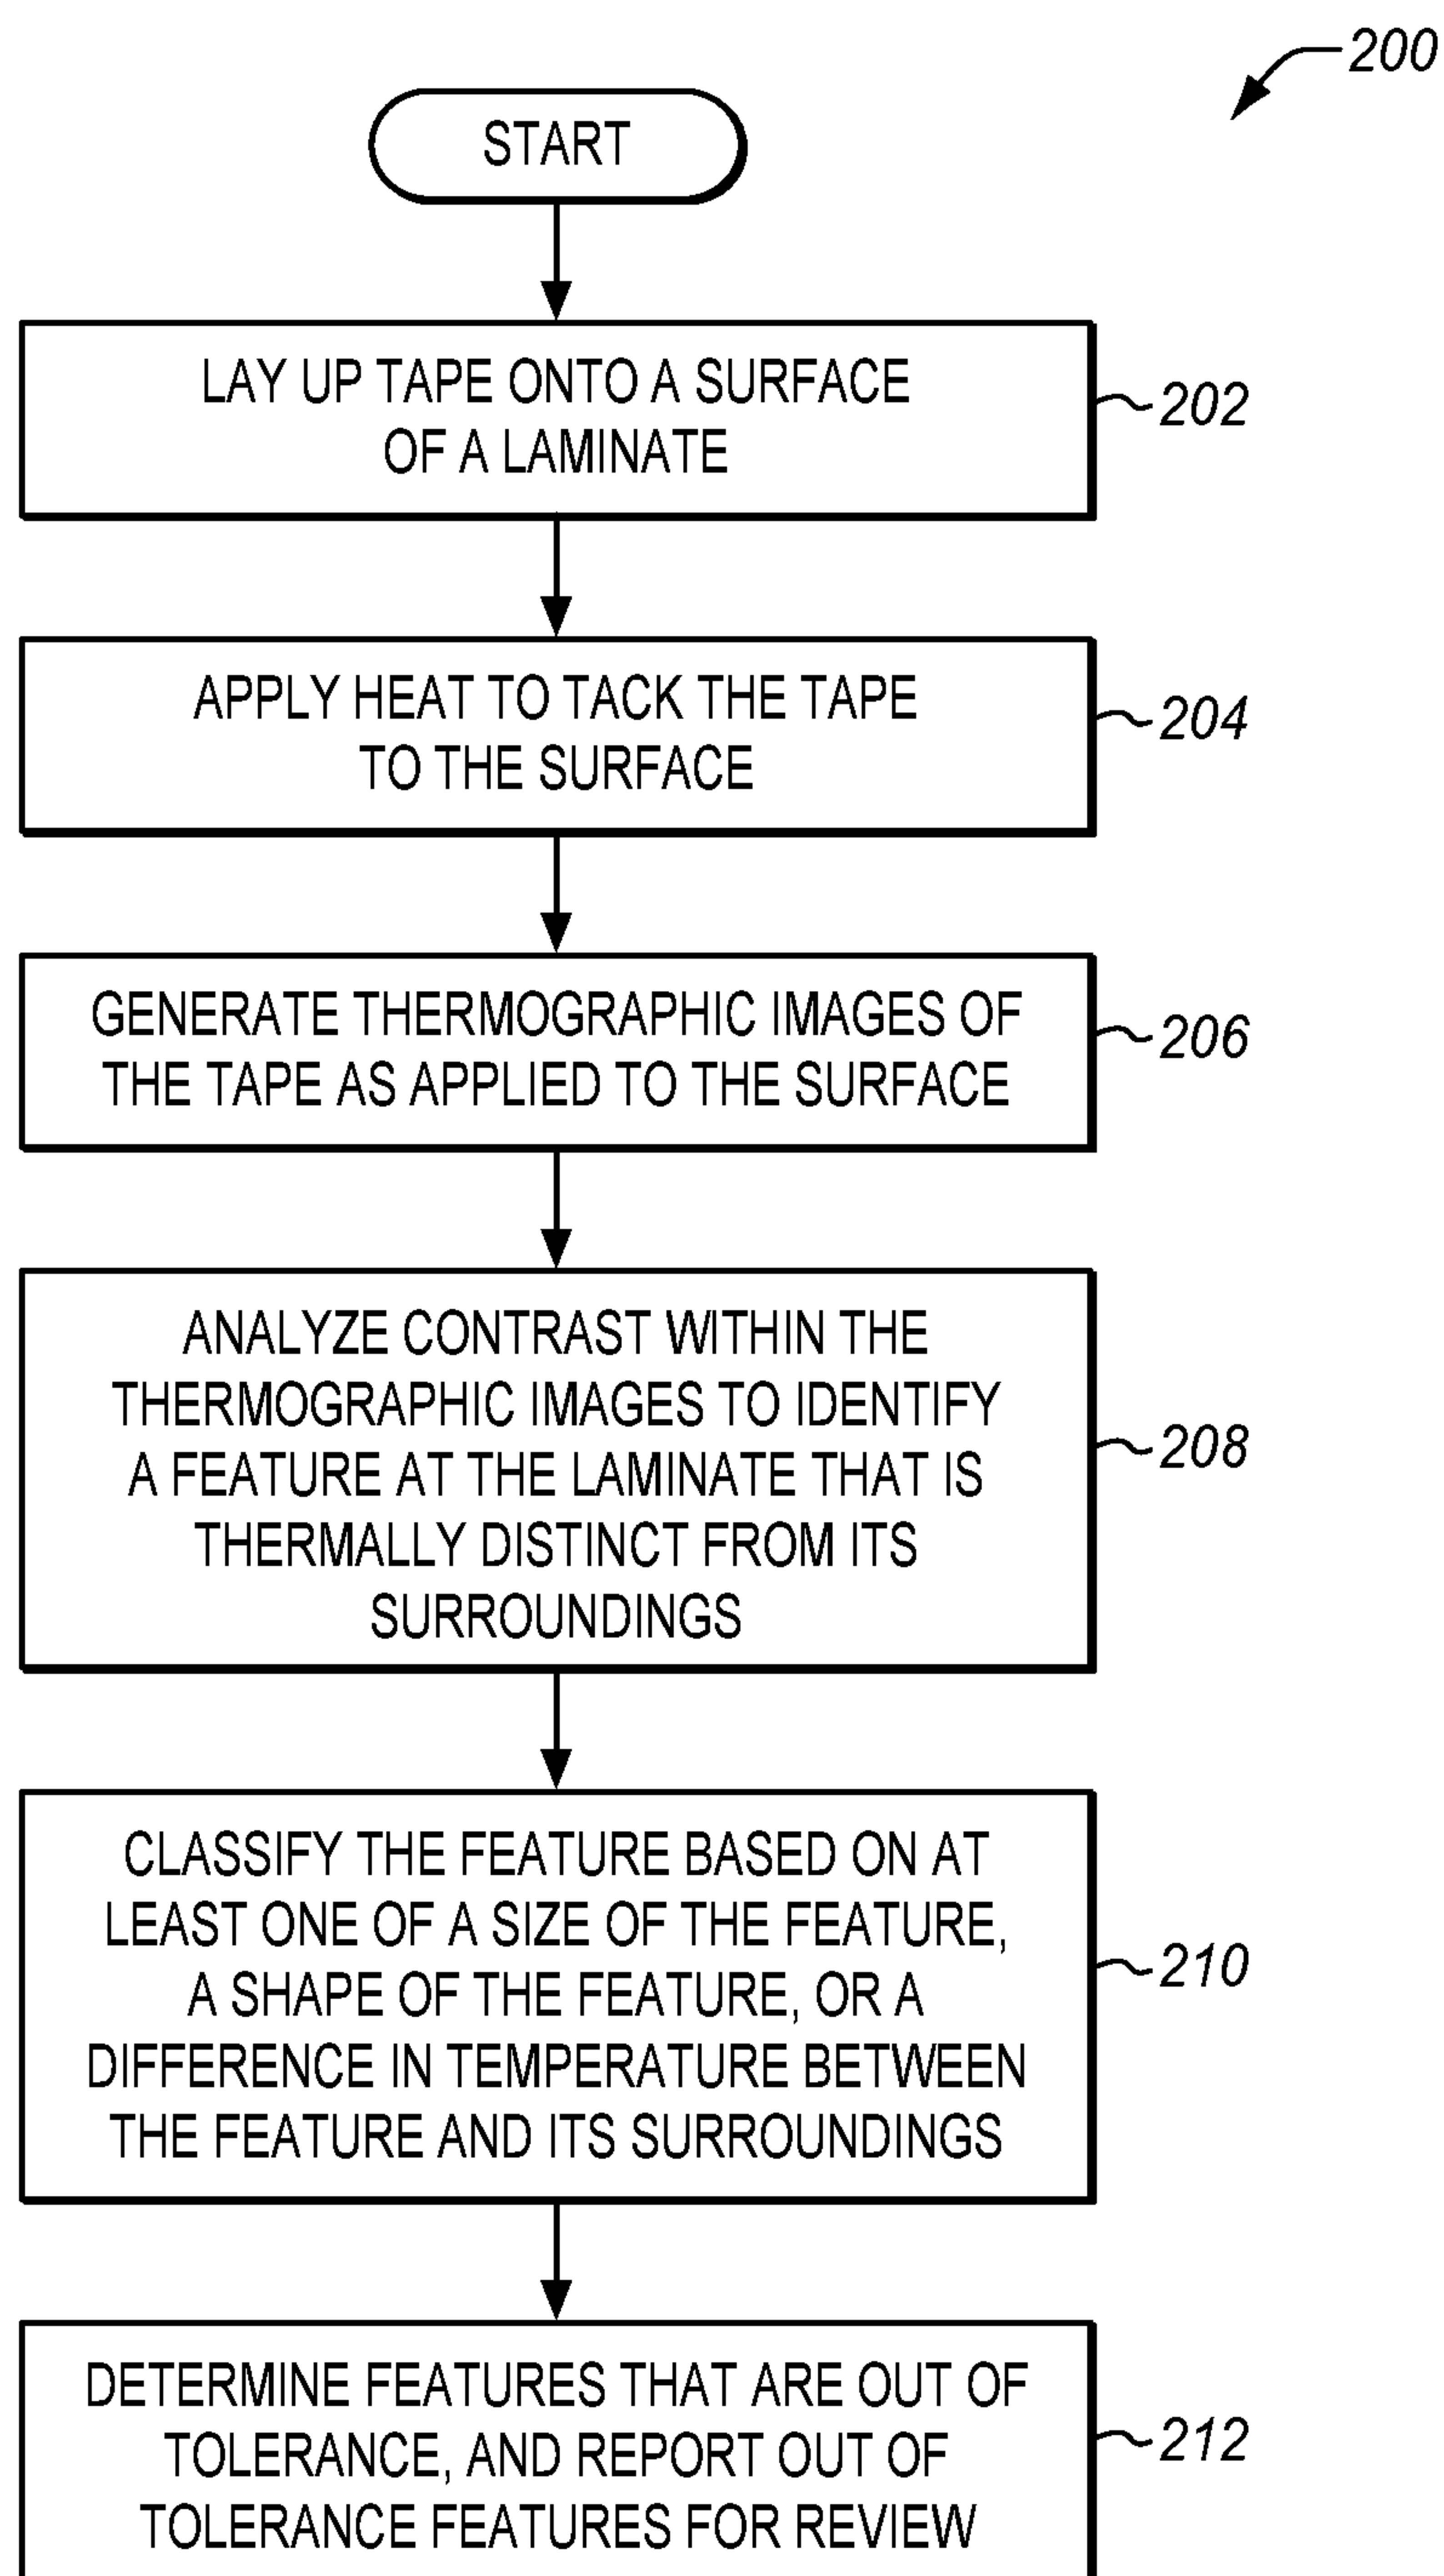 200
START
LAY UP TAPE ONTO A SURFACE
OF A LAMINATE
202
APPLY HEAT TO TACK THE TAPE
TO THE SURFACE
204
GENERATE THERMOGRAPHIC IMAGES OF
THE TAPE AS APPLIED TO THE SURFACE
206
ANALYZE CONTRAST WITHIN THE
THERMOGRAPHIC IMAGES TO IDENTIFY
A FEATURE AT THE LAMINATE THAT IS
THERMALLY DISTINCT FROM ITS
SURROUNDINGS
208
CLASSIFY THE FEATURE BASED ON AT
LEAST ONE OF A SIZE OF THE FEATURE,
A SHAPE OF THE FEATURE, OR A
DIFFERENCE IN TEMPERATURE BETWEEN
THE FEATURE AND ITS SURROUNDINGS
210
DETERMINE FEATURES THAT ARE OUT OF
TOLERANCE, AND REPORT OUT OF
TOLERANCE FEATURES FOR REVIEW
212